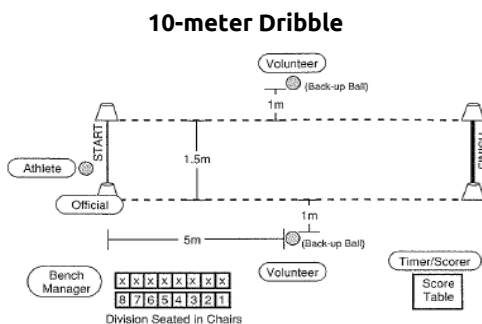 10-meter Dribble
Volunteer
(Back-up Ball)
1m
START
FINISH
1.5m
Athlete
Official
1m
5m
(Back-up Ball)
Volunteer
Timer/Scorer
Bench
Manager
x x x x x x x x
8 7 6 5 4 3 2 1
Score
Table
Division Seated in Chairs